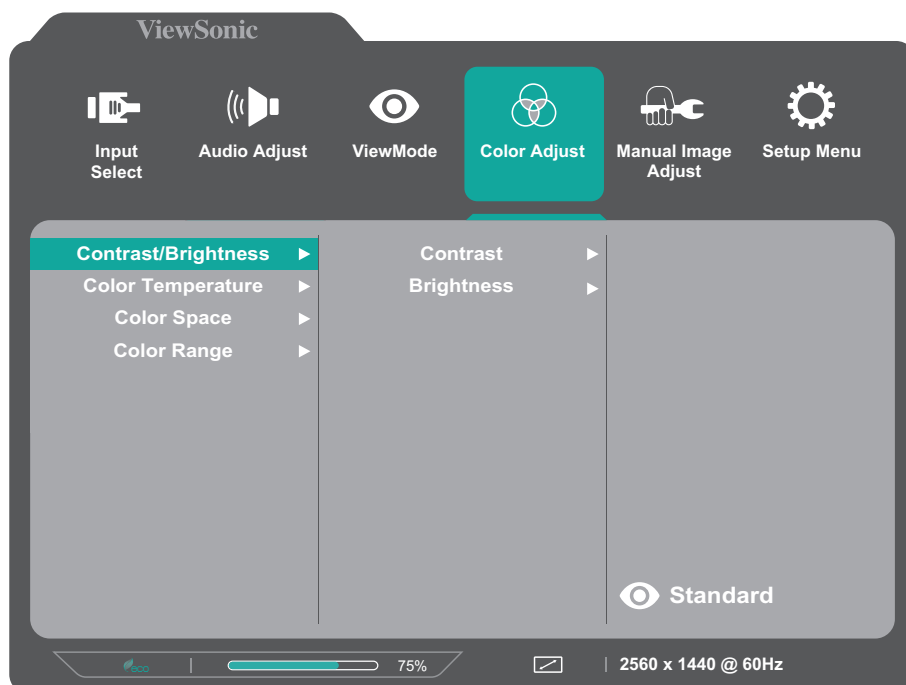 ViewSonic
Input
Select
Audio Adjust
ViewMode
Color Adjust
Manual Image
Adjust
Setup Menu
Contrast/Brightness
Color Temperature
Color Space
Color Range
Contrast
Brightness
Standard
eco
75%
2560 x 1440 @ 60Hz